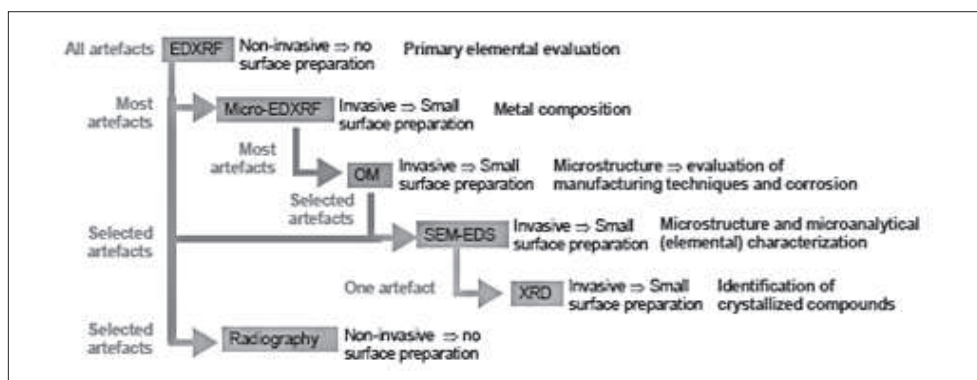 All artefacts EDXRF Non-invasive ⇒ no Primary elemental evaluation
surface preparation
Most
artefacts
Micro-EDXRF Invasive ⇒ Small Metal composition
surface preparation
Most
artefacts
OM Invasive ⇒ Small Microstructure ⇒ evaluation of
surface preparation manufacturing techniques and corrosion
Selected
artefacts
Selected
artefacts
SEM-EDS Invasive ⇒ Small Microstructure and microanalytical
surface preparation (elemental) characterization
One artefact XRD Invasive ⇒ Small Identification of
surface preparation crystallized compounds
Selected
artefacts
Radiography Non-invasive ⇒ no
surface preparation